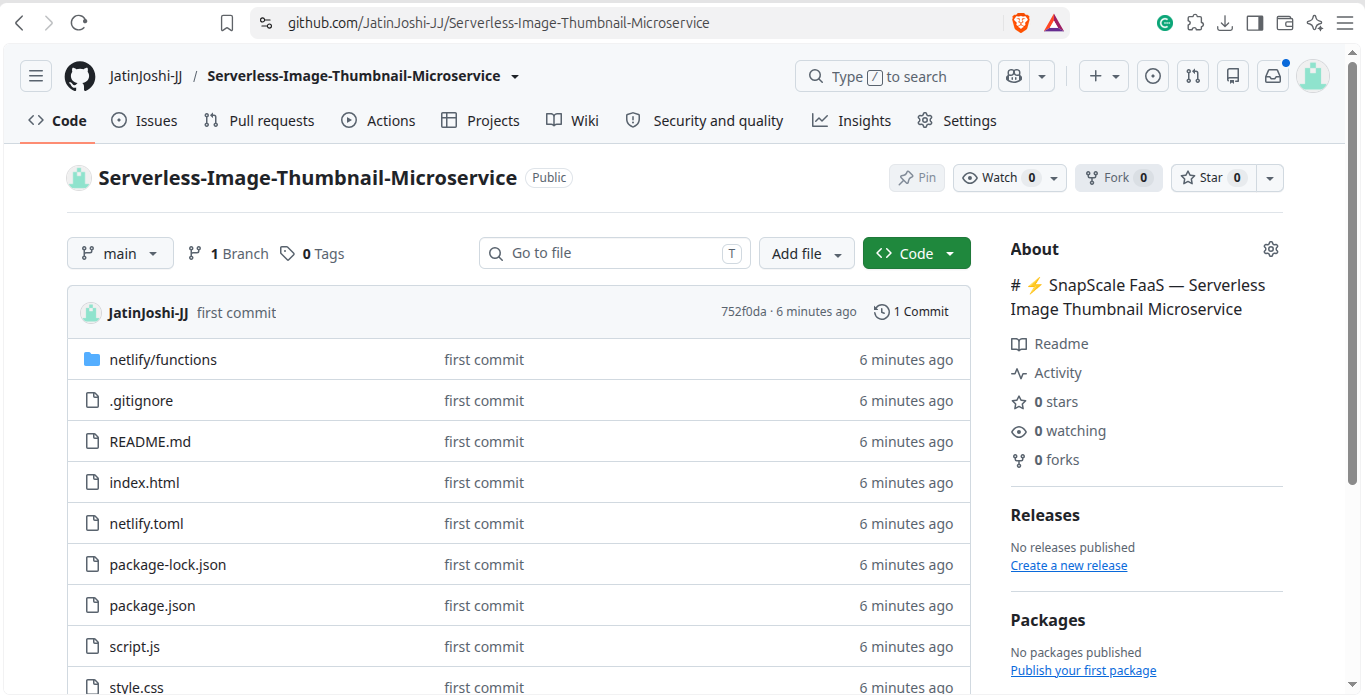 github.com/JatinJoshi-JJ/Serverless-Image-Thumbnail-Microservice
JatinJoshi-JJ / Serverless-Image-Thumbnail-Microservice
Type / to search
Code Issues Pull requests Actions Projects Wiki Security and quality Insights Settings
Serverless-Image-Thumbnail-Microservice Public
Pin Watch 0 Fork 0 Star 0
main 1 Branch 0 Tags Go to file T Add file Code
JatinJoshi-JJ first commit 752f0da · 6 minutes ago 1 Commit
netlify/functions first commit 6 minutes ago
.gitignore first commit 6 minutes ago
README.md first commit 6 minutes ago
index.html first commit 6 minutes ago
netlify.toml first commit 6 minutes ago
package-lock.json first commit 6 minutes ago
package.json first commit 6 minutes ago
script.js first commit 6 minutes ago
style.css first commit 6 minutes ago
About
# ⚡ SnapScale FaaS — Serverless
Image Thumbnail Microservice
Readme
Activity
0 stars
0 watching
0 forks
Releases
No releases published
Create a new release
Packages
No packages published
Publish your first package